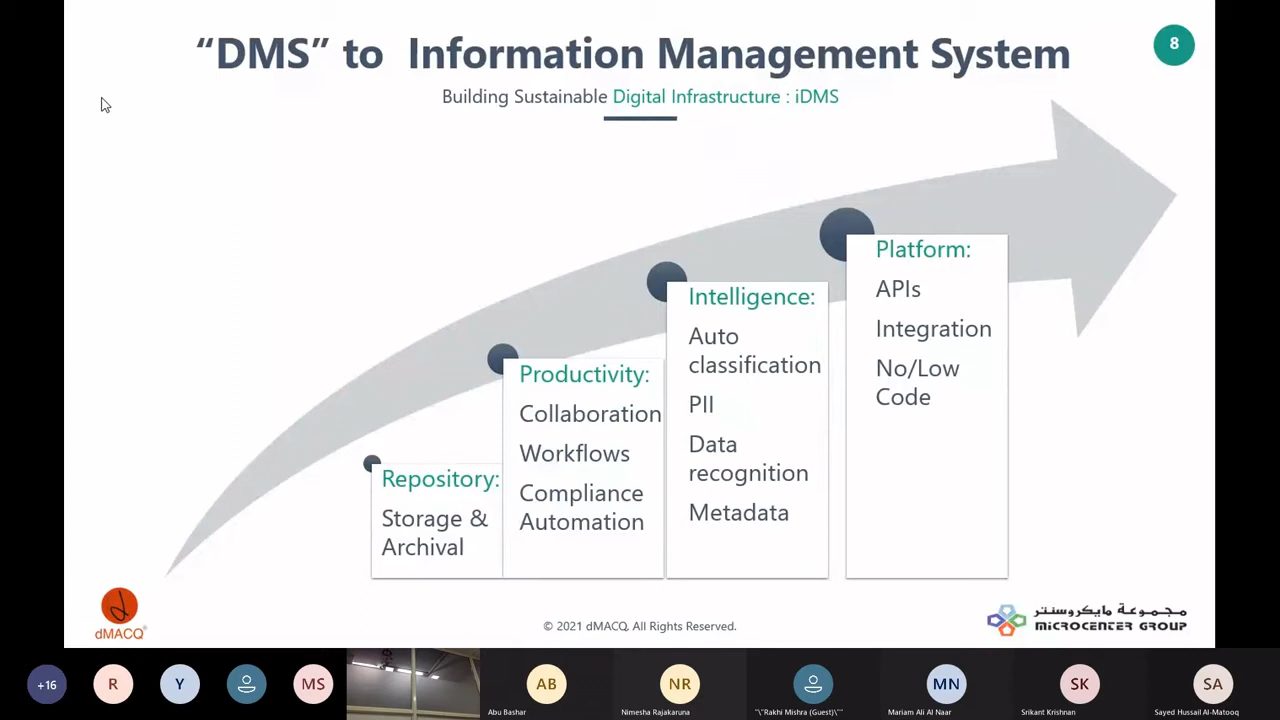 “DMS” to Information Management System
8
Building Sustainable Digital Infrastructure : iDMS
Platform:
APIs
Integration
No/Low
Code
Intelligence:
Auto
classification
PII
Data
recognition
Metadata
Productivity:
Collaboration
Workflows
Compliance
Automation
Repository:
Storage &
Archival
dMACQ®
© 2021 dMACQ. All Rights Reserved.
مجموعة مايكروسنتر
MICROCENTER GROUP
+16
R
Y
MS
AB
Abu Bashar
NR
Nimesha Rajakaruna
"\"Rakhi Mishra (Guest)\""
MN
Mariam Ali Al Naar
SK
Srikant Krishnan
SA
Sayed Hussail Al-Matooq